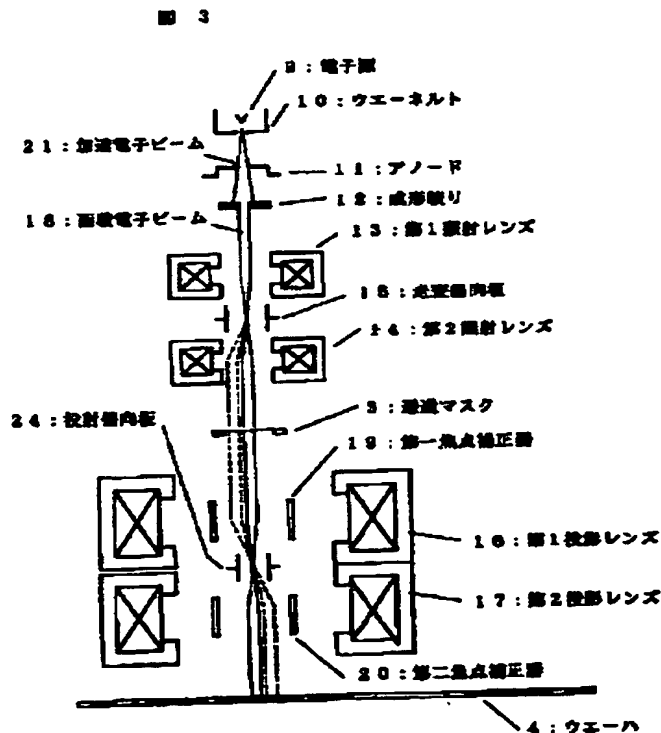 図 3
9：電子源
10：ウエーネルト
21：加速電子ビーム
11：アノード
12：成形絞り
18：面積電子ビーム
13：第1照射レンズ
15：走査偏向板
14：第2照射レンズ
3：透過マスク
24：投射偏向板
19：第一焦点補正器
16：第1投影レンズ
17：第2投影レンズ
20：第二焦点補正器
4：ウエーハ